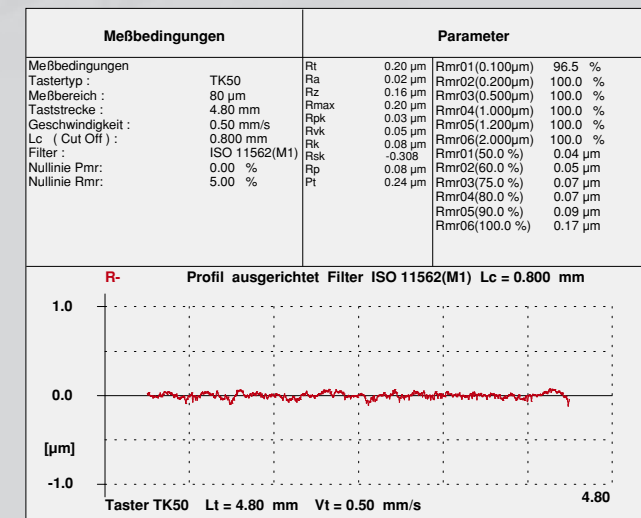 Meßbedingungen
Parameter
Meßbedingungen
Tastertyp : TK50
Meßbereich : 80 µm
Taststrecke : 4.80 mm
Geschwindigkeit : 0.50 mm/s
Lc ( Cut Off ) : 0.800 mm
Filter : ISO 11562(M1)
Nullinie Pmr: 0.00 %
Nullinie Rmr: 5.00 %
Rt 0.20 µm
Ra 0.02 µm
Rz 0.16 µm
Rmax 0.20 µm
Rpk 0.03 µm
Rvk 0.05 µm
Rk 0.08 µm
Rsk -0.308
Rp 0.08 µm
Pt 0.24 µm
Rmr01(0.100µm) 96.5 %
Rmr02(0.200µm) 100.0 %
Rmr03(0.500µm) 100.0 %
Rmr04(1.000µm) 100.0 %
Rmr05(1.200µm) 100.0 %
Rmr06(2.000µm) 100.0 %
Rmr01(50.0 %) 0.04 µm
Rmr02(60.0 %) 0.05 µm
Rmr03(75.0 %) 0.07 µm
Rmr04(80.0 %) 0.07 µm
Rmr05(90.0 %) 0.09 µm
Rmr06(100.0 %) 0.17 µm
R- Profil ausgerichtet Filter ISO 11562(M1) Lc = 0.800 mm
1.0
0.0
[µm]
-1.0
4.80
Taster TK50 Lt = 4.80 mm Vt = 0.50 mm/s